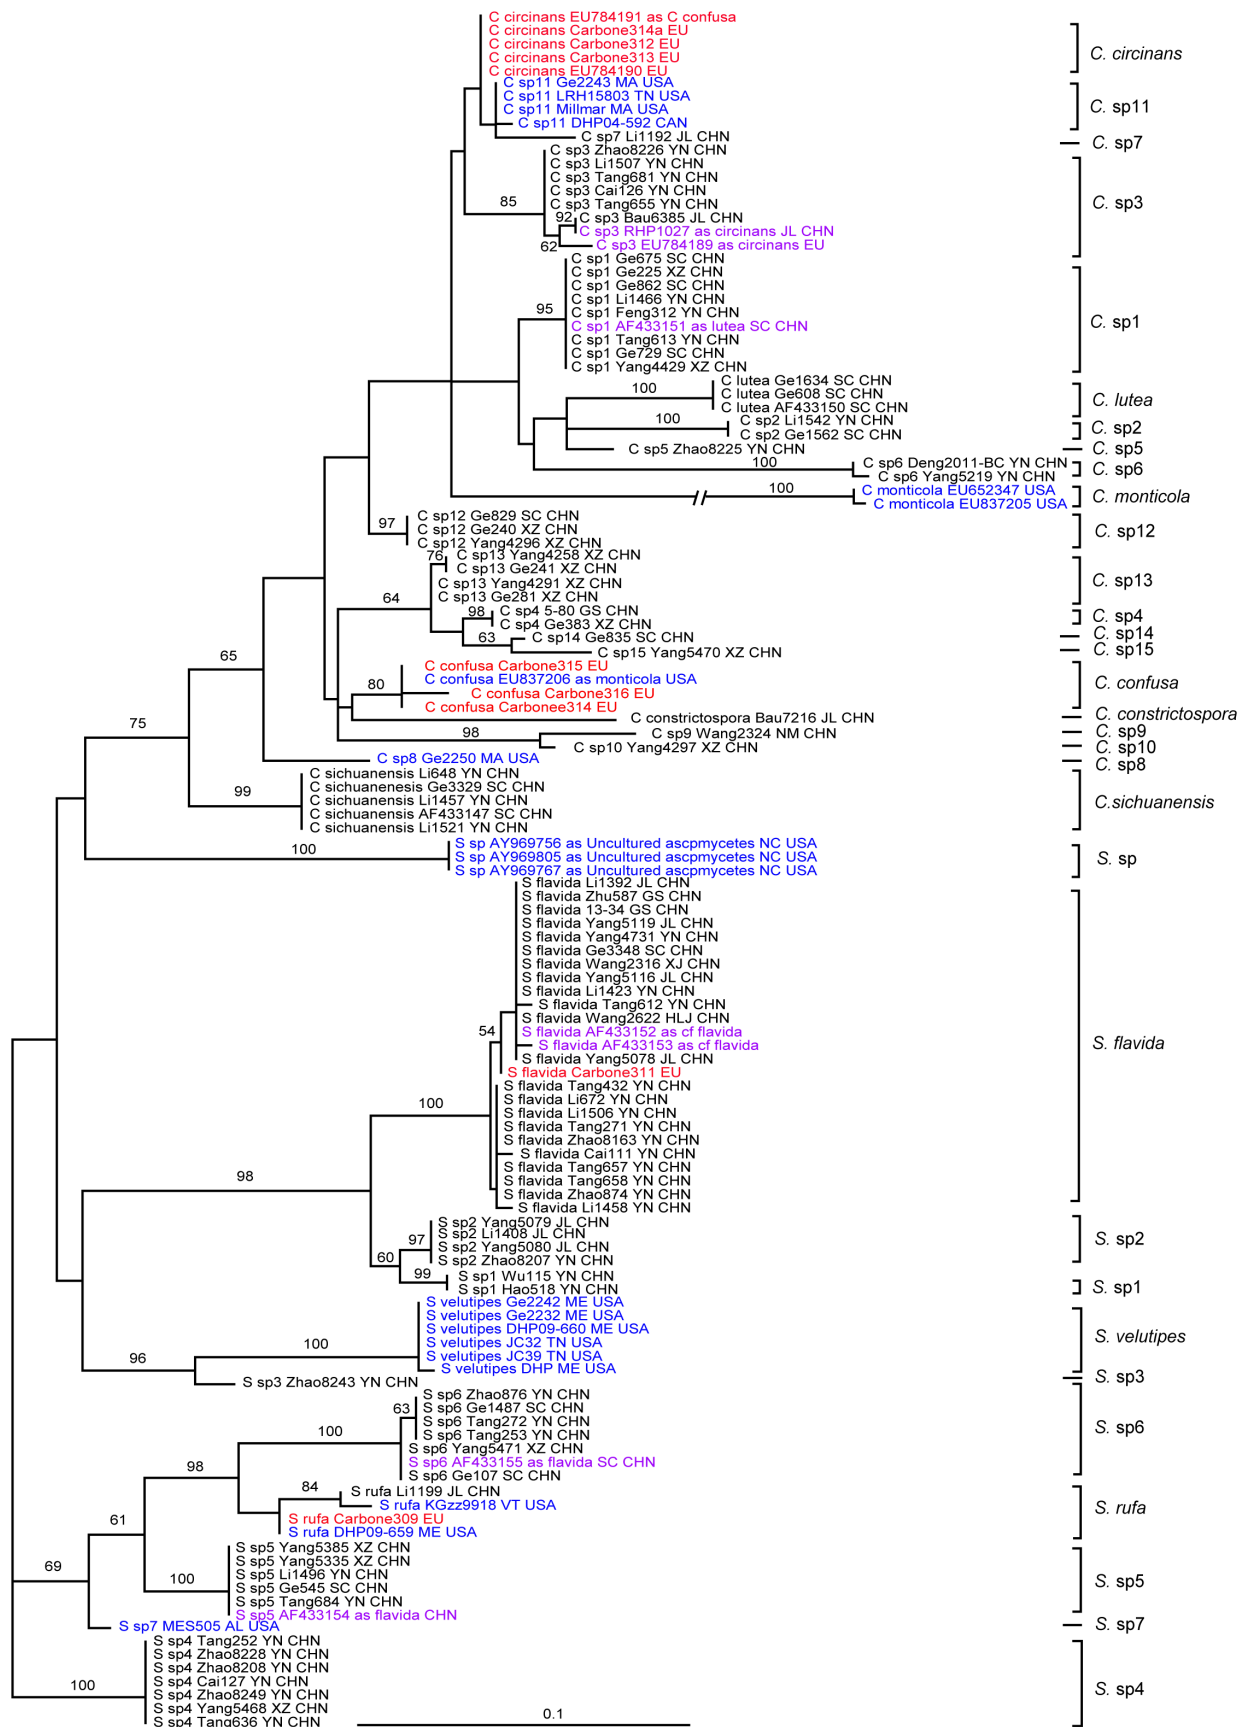 C circinans EU784191 as C confusa
C circinans Carbone314a EU
C circinans Carbone312 EU
C circinans Carbone313 EU
C circinans EU784190 EU
C. circinans
C sp11 Ge2243 MA USA
C sp11 LRH15803 TN USA
C sp11 Millmar MA USA
C sp11 DHP04-592 CAN
C. sp11
C sp7 Li1192 JL CHN
C. sp7
C sp3 Zhao8226 YN CHN
C sp3 Li1507 YN CHN
C sp3 Tang681 YN CHN
C sp3 Cai126 YN CHN
C sp3 Tang655 YN CHN
85
C. sp3
92
C sp3 Bau6385 JL CHN
C sp3 RHP1027 as circinans JL CHN
62
C sp3 EU784189 as circinans EU
C sp1 Ge675 SC CHN
C sp1 Ge225 XZ CHN
C sp1 Ge862 SC CHN
C sp1 Li1466 YN CHN
95
C sp1 Feng312 YN CHN
C sp1 AF433151 as lutea SC CHN
C. sp1
C sp1 Tang613 YN CHN
C sp1 Ge729 SC CHN
C sp1 Yang4429 XZ CHN
100
C lutea Ge1634 SC CHN
C lutea Ge608 SC CHN
C lutea AF433150 SC CHN
C. lutea
100
C sp2 Li1542 YN CHN
C sp2 Ge1562 SC CHN
C. sp2
C sp5 Zhao8225 YN CHN
C. sp5
100
C sp6 Deng2011-BC YN CHN
C sp6 Yang5219 YN CHN
C. sp6
100
C monticola EU652347 USA
C monticola EU837205 USA
C. monticola
97
C sp12 Ge829 SC CHN
C sp12 Ge240 XZ CHN
C sp12 Yang4296 XZ CHN
C. sp12
76
C sp13 Yang4258 XZ CHN
C sp13 Ge241 XZ CHN
C sp13 Yang4291 XZ CHN
C sp13 Ge281 XZ CHN
C. sp13
64
98
C sp4 5-80 GS CHN
C sp4 Ge383 XZ CHN
C. sp4
63
C sp14 Ge835 SC CHN
C. sp14
C sp15 Yang5470 XZ CHN
C. sp15
65
C confusa Carbone315 EU
C confusa EU837206 as monticola USA
80
C confusa Carbone316 EU
C confusa Carbonee314 EU
C. confusa
C constrictospora Bau7216 JL CHN
C. constrictospora
75
98
C sp9 Wang2324 NM CHN
C. sp9
C sp10 Yang4297 XZ CHN
C. sp10
C sp8 Ge2250 MA USA
C. sp8
99
C sichuanensis Li648 YN CHN
C sichuanenesis Ge3329 SC CHN
C sichuanensis Li1457 YN CHN
C sichuanensis AF433147 SC CHN
C sichuanensis Li1521 YN CHN
C.sichuanensis
100
S sp AY969756 as Uncultured ascpmycetes NC USA
S sp AY969805 as Uncultured ascpmycetes NC USA
S sp AY969767 as Uncultured ascpmycetes NC USA
S. sp
S flavida Li1392 JL CHN
S flavida Zhu587 GS CHN
S flavida 13-34 GS CHN
S flavida Yang5119 JL CHN
S flavida Yang4731 YN CHN
S flavida Ge3348 SC CHN
S flavida Wang2316 XJ CHN
S flavida Yang5116 JL CHN
S flavida Li1423 YN CHN
S flavida Tang612 YN CHN
S flavida Wang2622 HLJ CHN
54
S flavida AF433152 as cf flavida
S flavida AF433153 as cf flavida
S. flavida
S flavida Yang5078 JL CHN
S flavida Carbone311 EU
S flavida Tang432 YN CHN
S flavida Li672 YN CHN
100
S flavida Li1506 YN CHN
S flavida Tang271 YN CHN
S flavida Zhao8163 YN CHN
S flavida Cai111 YN CHN
S flavida Tang657 YN CHN
S flavida Tang658 YN CHN
98
S flavida Zhao874 YN CHN
S flavida Li1458 YN CHN
97
S sp2 Yang5079 JL CHN
S sp2 Li1408 JL CHN
S sp2 Yang5080 JL CHN
S sp2 Zhao8207 YN CHN
S. sp2
60
99
S sp1 Wu115 YN CHN
S sp1 Hao518 YN CHN
S. sp1
S velutipes Ge2242 ME USA
S velutipes Ge2232 ME USA
S velutipes DHP09-660 ME USA
S velutipes JC32 TN USA
100
S velutipes JC39 TN USA
S velutipes DHP ME USA
S. velutipes
96
S sp3 Zhao8243 YN CHN
S. sp3
63
S sp6 Zhao876 YN CHN
S sp6 Ge1487 SC CHN
S sp6 Tang272 YN CHN
S sp6 Tang253 YN CHN
100
S sp6 Yang5471 XZ CHN
S sp6 AF433155 as flavida SC CHN
S sp6 Ge107 SC CHN
S. sp6
98
84
S rufa Li1199 JL CHN
S rufa KGzz9918 VT USA
S rufa Carbone309 EU
S rufa DHP09-659 ME USA
S. rufa
61
S sp5 Yang5385 XZ CHN
S sp5 Yang5335 XZ CHN
S sp5 Li1496 YN CHN
100
S sp5 Ge545 SC CHN
S sp5 Tang684 YN CHN
S sp5 AF433154 as flavida CHN
S. sp5
69
S sp7 MES505 AL USA
S. sp7
S sp4 Tang252 YN CHN
S sp4 Zhao8228 YN CHN
S sp4 Zhao8208 YN CHN
S sp4 Cai127 YN CHN
100
S sp4 Zhao8249 YN CHN
S sp4 Yang5468 XZ CHN
S sp4 Tang636 YN CHN
S. sp4
0.1